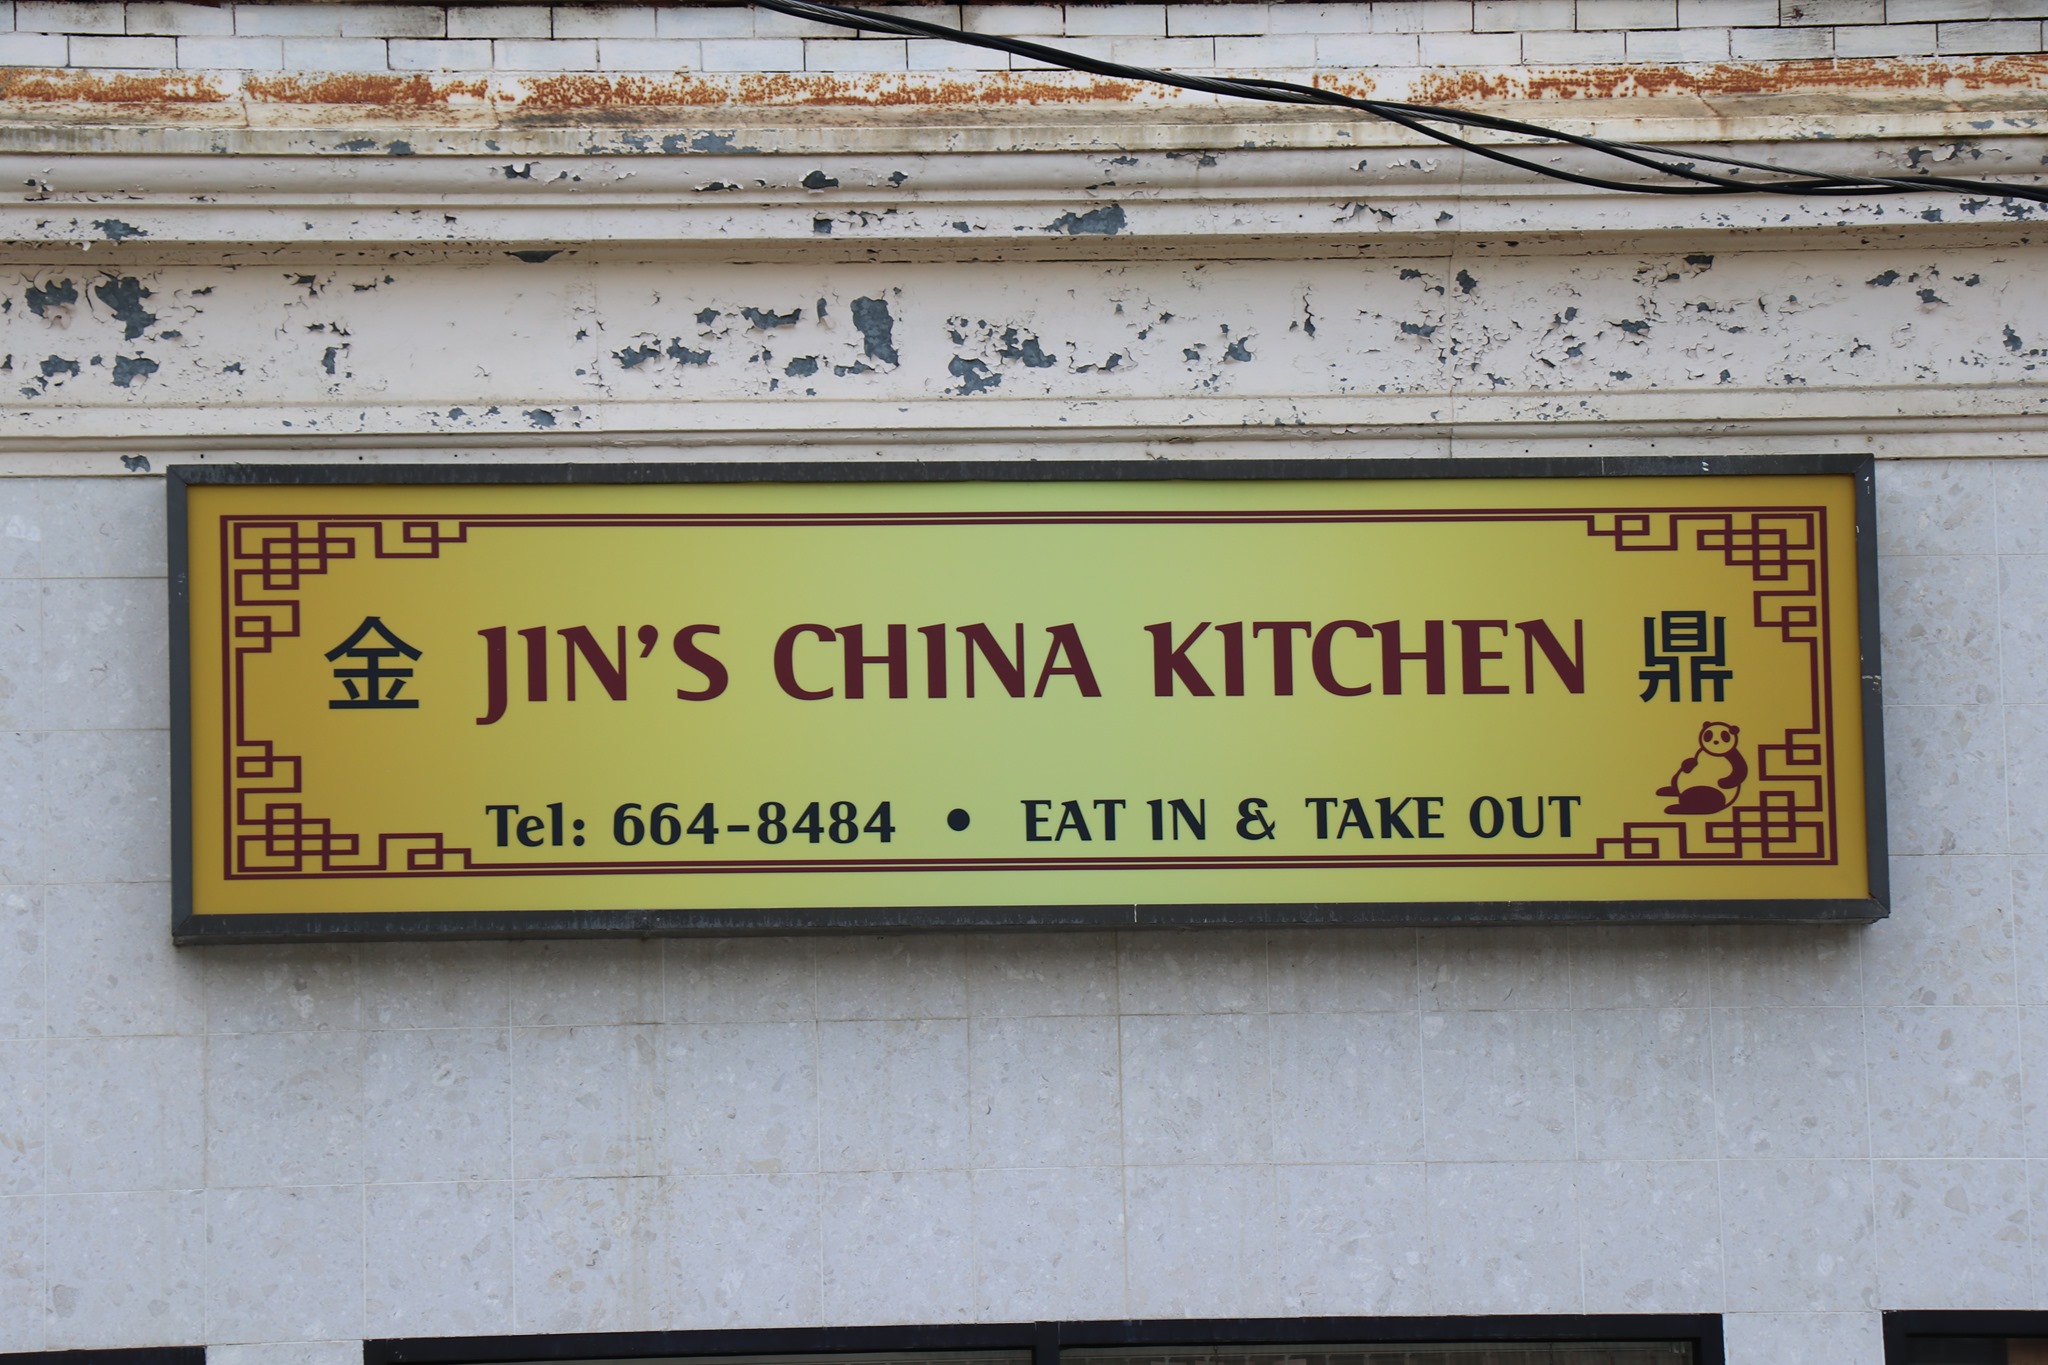 金 JIN'S CHINA KITCHEN 鼎
Tel: 664-8484 • EAT IN & TAKE OUT